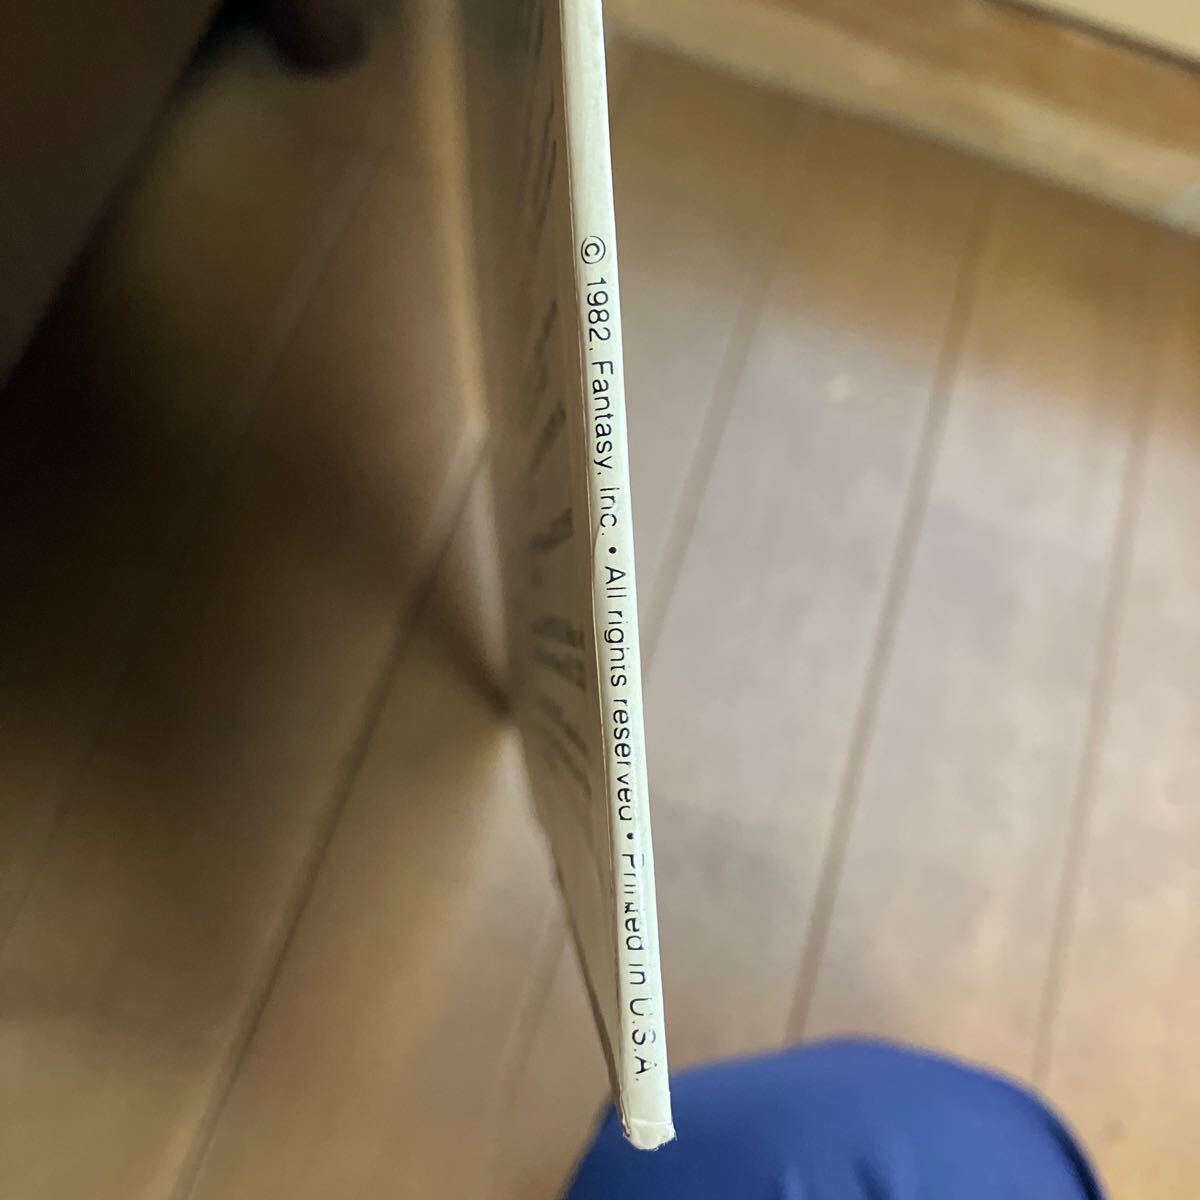 © 1982, Fantasy, Inc. • All rights reserved • Printed in U.S.A.